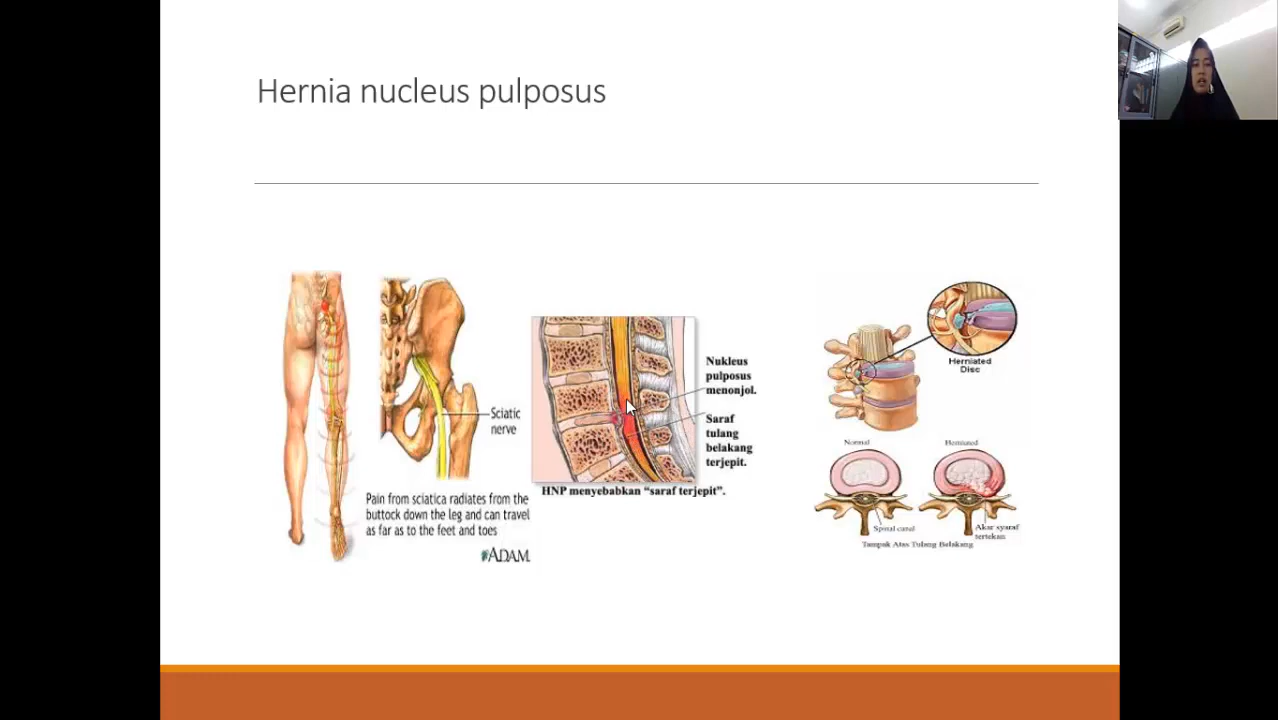 Hernia nucleus pulposus
Sciatic
nerve
Pain from sciatica radiates from the
buttock down the leg and can travel
as far as to the feet and toes
ADAM
Nukleus
pulposus
menonjol.
Saraf
tulang
belakang
terjepit.
HNP menyebabkan “saraf terjepit”.
Herniated
Disc
Normal
Herniated
Spinal canal
Akar syaraf
tertekan
Tampak Atas Tulang Belakang